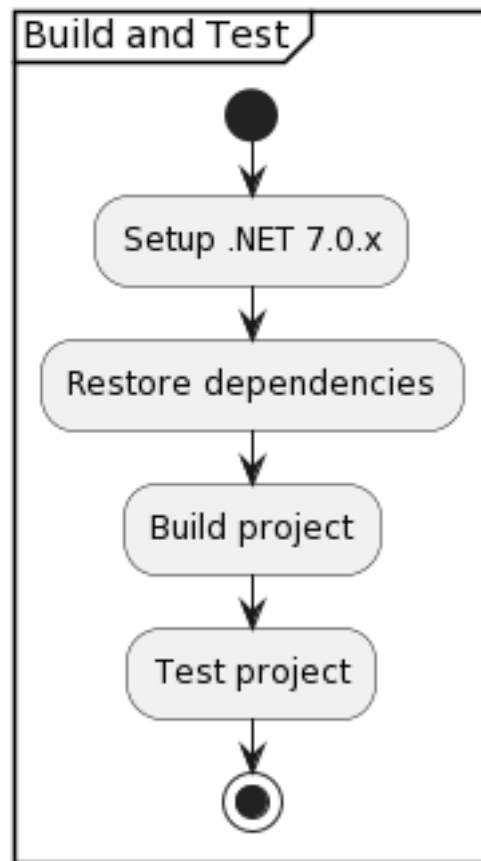 Build and Test
Setup .NET 7.0.x
Restore dependencies
Build project
Test project